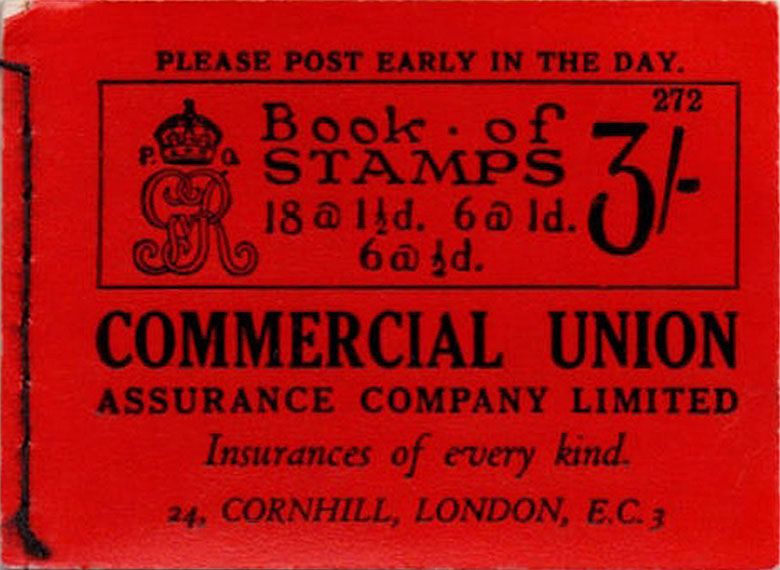 PLEASE POST EARLY IN THE DAY.
272
P. O
GR
Book · of
STAMPS
3/-
18@1½d. 6@1d.
6@½d.
COMMERCIAL UNION
ASSURANCE COMPANY LIMITED
Insurances of every kind.
24, CORNHILL, LONDON, E.C. 3